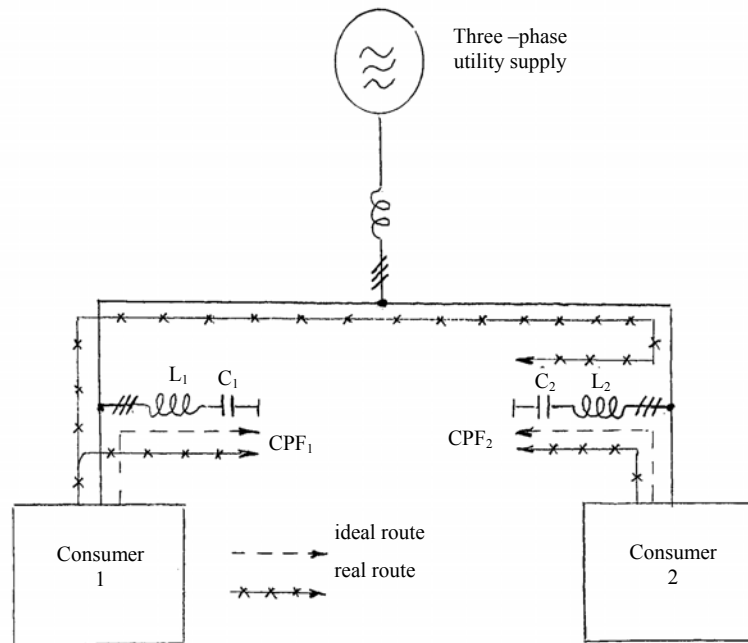 Three –phase
utility supply
L₁
C₁
C₂
L₂
CPF₁
CPF₂
ideal route
real route
Consumer
1
Consumer
2